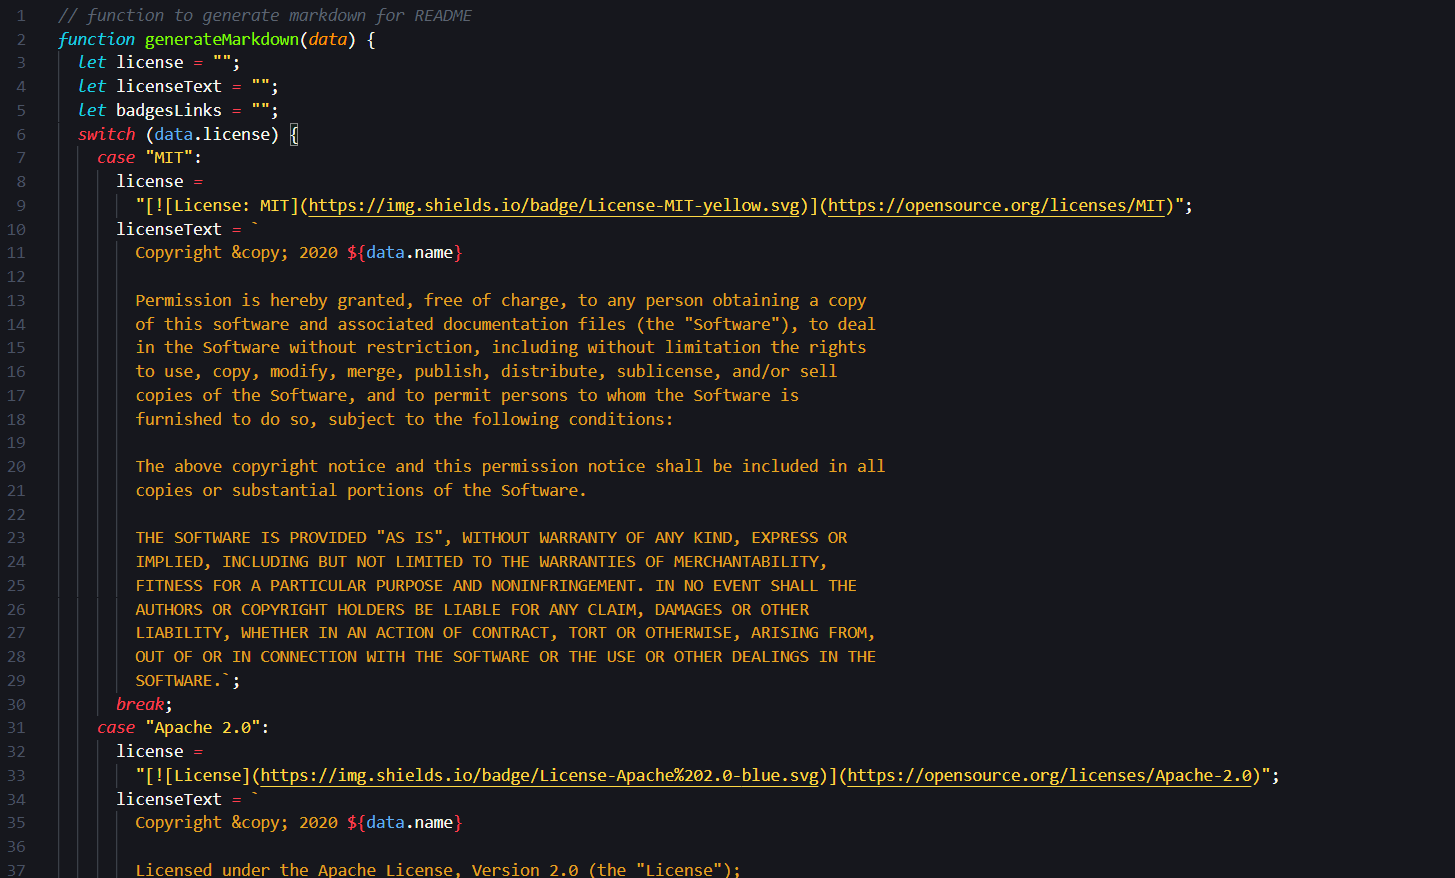 1 // function to generate markdown for README
2 function generateMarkdown(data) {
3 let license = "";
4 let licenseText = "";
5 let badgesLinks = "";
6 switch (data.license) {
7 case "MIT":
8 license =
9 "[![License: MIT](https://img.shields.io/badge/License-MIT-yellow.svg)](https://opensource.org/licenses/MIT)";
10 licenseText = `
11 Copyright &copy; 2020 ${data.name}
12
13 Permission is hereby granted, free of charge, to any person obtaining a copy
14 of this software and associated documentation files (the "Software"), to deal
15 in the Software without restriction, including without limitation the rights
16 to use, copy, modify, merge, publish, distribute, sublicense, and/or sell
17 copies of the Software, and to permit persons to whom the Software is
18 furnished to do so, subject to the following conditions:
19
20 The above copyright notice and this permission notice shall be included in all
21 copies or substantial portions of the Software.
22
23 THE SOFTWARE IS PROVIDED "AS IS", WITHOUT WARRANTY OF ANY KIND, EXPRESS OR
24 IMPLIED, INCLUDING BUT NOT LIMITED TO THE WARRANTIES OF MERCHANTABILITY,
25 FITNESS FOR A PARTICULAR PURPOSE AND NONINFRINGEMENT. IN NO EVENT SHALL THE
26 AUTHORS OR COPYRIGHT HOLDERS BE LIABLE FOR ANY CLAIM, DAMAGES OR OTHER
27 LIABILITY, WHETHER IN AN ACTION OF CONTRACT, TORT OR OTHERWISE, ARISING FROM,
28 OUT OF OR IN CONNECTION WITH THE SOFTWARE OR THE USE OR OTHER DEALINGS IN THE
29 SOFTWARE.`;
30 break;
31 case "Apache 2.0":
32 license =
33 "[![License](https://img.shields.io/badge/License-Apache%202.0-blue.svg)](https://opensource.org/licenses/Apache-2.0)";
34 licenseText = `
35 Copyright &copy; 2020 ${data.name}
36
37 Licensed under the Apache License, Version 2.0 (the "License");